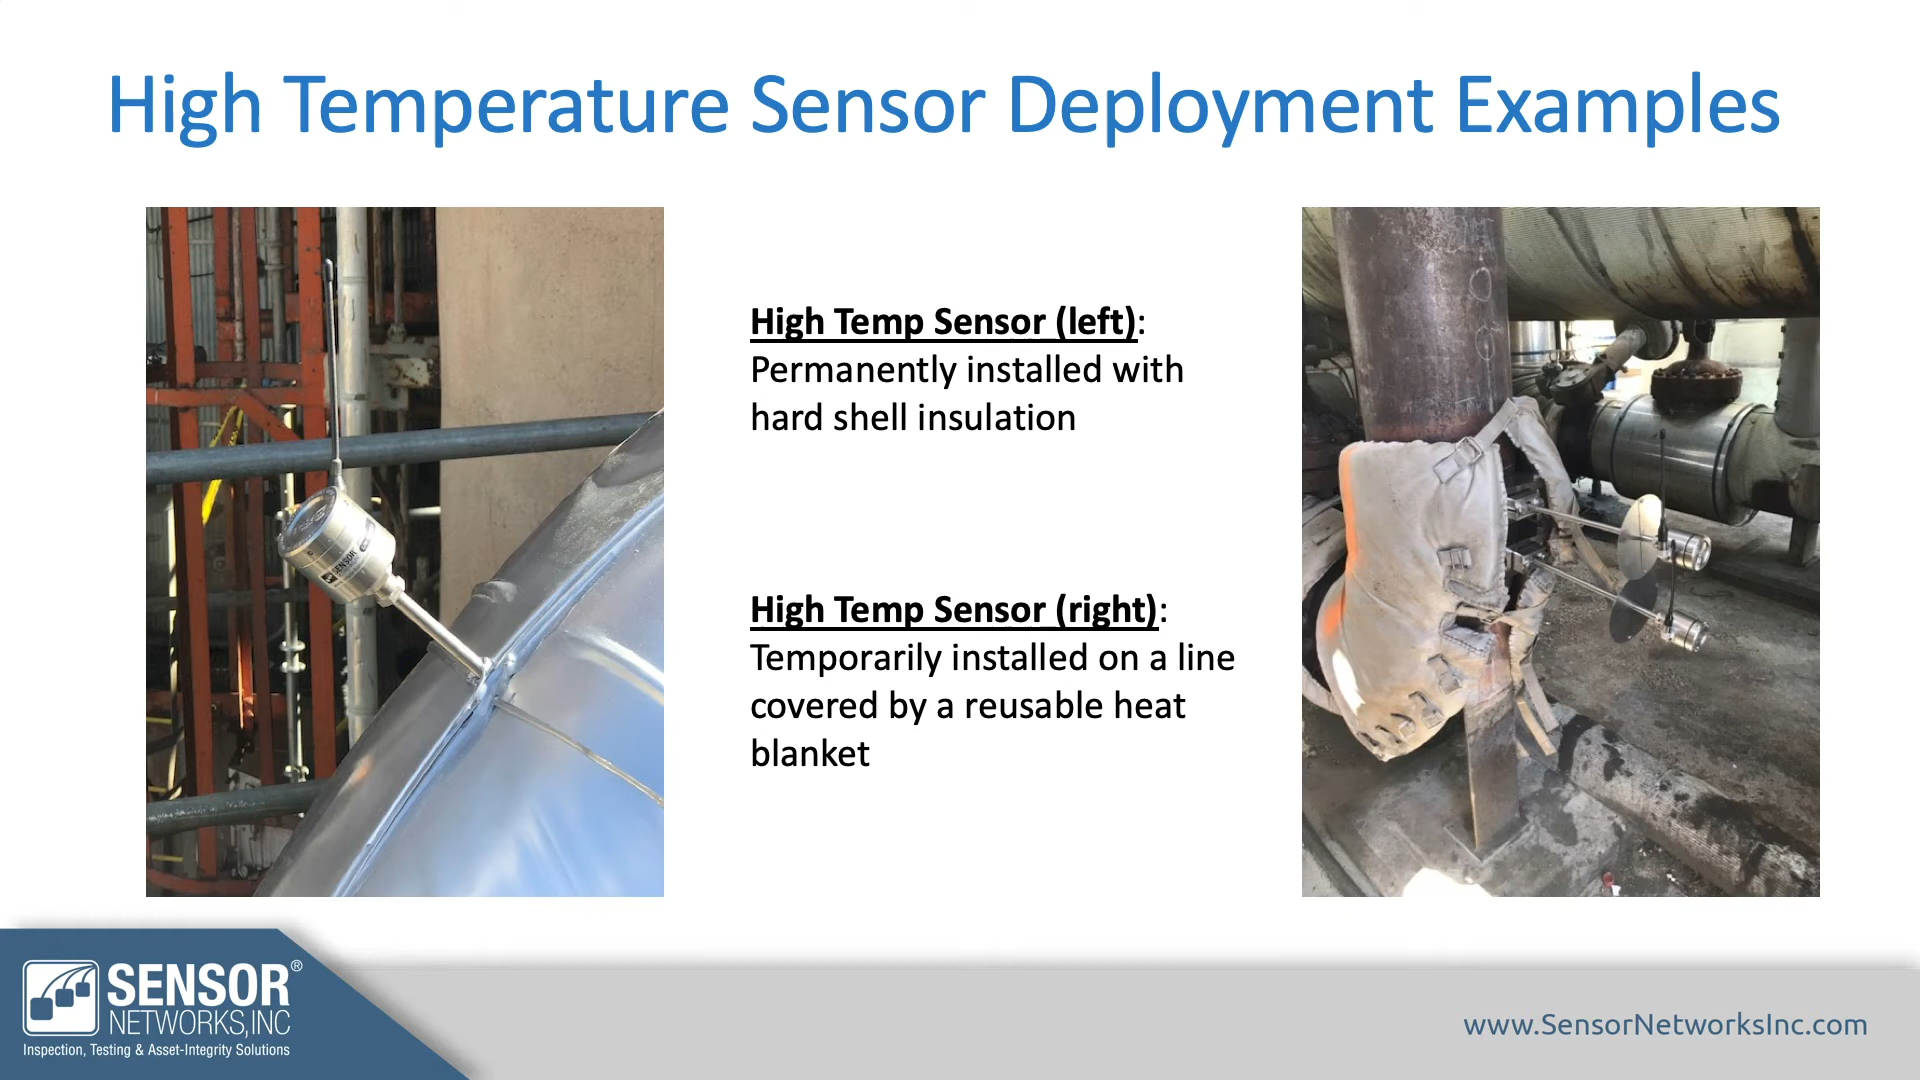 High Temperature Sensor Deployment Examples
High Temp Sensor (left):
Permanently installed with
hard shell insulation
High Temp Sensor (right):
Temporarily installed on a line
covered by a reusable heat
blanket
SENSOR
SENSOR®
NETWORKS, INC
Inspection, Testing & Asset-Integrity Solutions
www.SensorNetworksInc.com